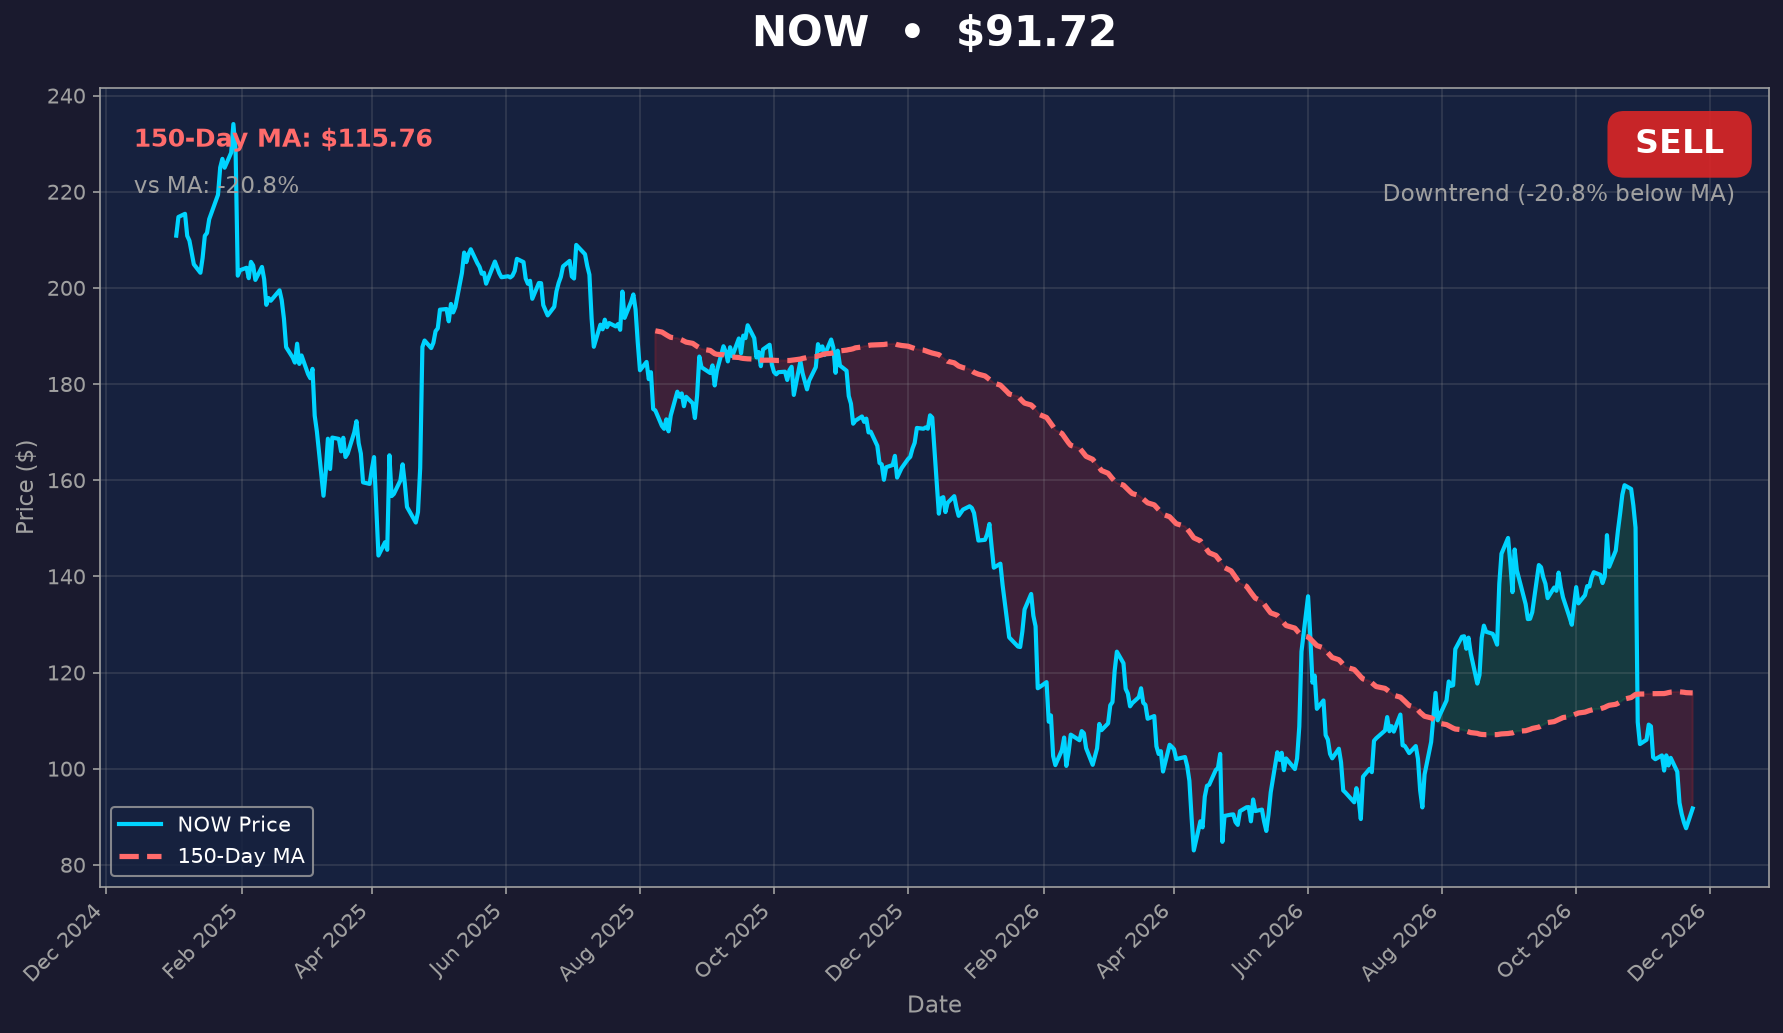 NOW • $91.72
150-Day MA: $115.76
vs MA: -20.8%
SELL
Downtrend (-20.8% below MA)
Price ($)
240
220
200
180
160
140
120
100
80
NOW Price
150-Day MA
Dec 2024
Feb 2025
Apr 2025
Jun 2025
Aug 2025
Oct 2025
Dec 2025
Feb 2026
Apr 2026
Jun 2026
Aug 2026
Oct 2026
Dec 2026
Date